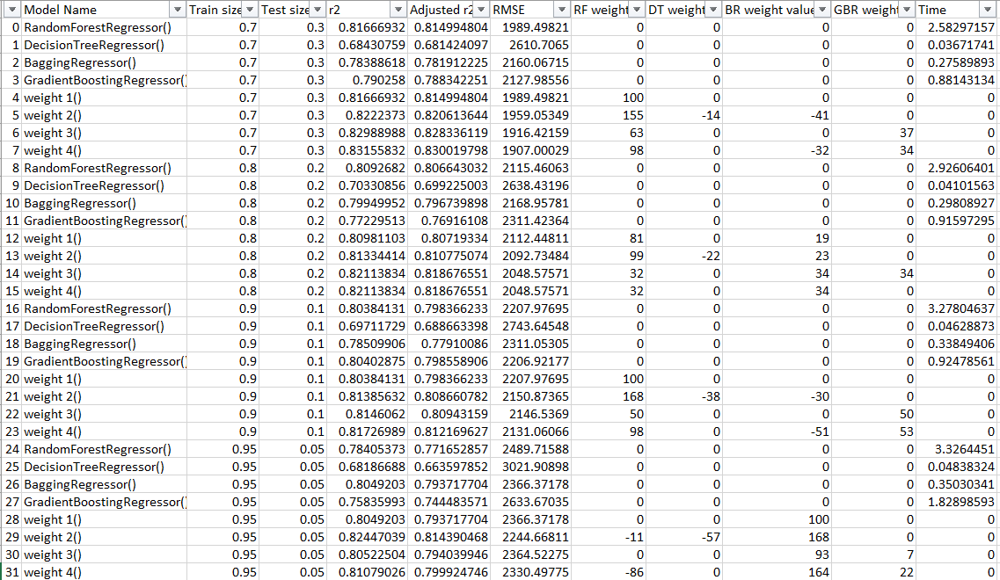 Model Name Train size Test size r2 Adjusted r2 RMSE RF weight DT weight BR weight value GBR weight Time
0 RandomForestRegressor() 0.7 0.3 0.81666932 0.814994804 1989.49821 0 0 0 0 2.58297157
1 DecisionTreeRegressor() 0.7 0.3 0.68430759 0.681424097 2610.7065 0 0 0 0 0.03671741
2 BaggingRegressor() 0.7 0.3 0.78388618 0.781912225 2160.06715 0 0 0 0 0.27589893
3 GradientBoostingRegressor() 0.7 0.3 0.790258 0.788342251 2127.98556 0 0 0 0 0.88143134
4 weight 1() 0.7 0.3 0.81666932 0.814994804 1989.49821 100 0 0 0 0
5 weight 2() 0.7 0.3 0.8222373 0.820613644 1959.05349 155 -14 -41 0 0
6 weight 3() 0.7 0.3 0.82988988 0.828336119 1916.42159 63 0 0 37 0
7 weight 4() 0.7 0.3 0.83155832 0.830019798 1907.00029 98 0 -32 34 0
8 RandomForestRegressor() 0.8 0.2 0.8092682 0.806643032 2115.46063 0 0 0 0 2.92606401
9 DecisionTreeRegressor() 0.8 0.2 0.70330856 0.699225003 2638.43196 0 0 0 0 0.04101563
10 BaggingRegressor() 0.8 0.2 0.79949952 0.796739898 2168.95781 0 0 0 0 0.29808927
11 GradientBoostingRegressor() 0.8 0.2 0.77229513 0.76916108 2311.42364 0 0 0 0 0.91597295
12 weight 1() 0.8 0.2 0.80981103 0.80719334 2112.44811 81 0 19 0 0
13 weight 2() 0.8 0.2 0.81334414 0.810775074 2092.73484 99 -22 23 0 0
14 weight 3() 0.8 0.2 0.82113834 0.818676551 2048.57571 32 0 34 34 0
15 weight 4() 0.8 0.2 0.82113834 0.818676551 2048.57571 32 0 34 0 0
16 RandomForestRegressor() 0.9 0.1 0.80384131 0.798366233 2207.97695 0 0 0 0 3.27804637
17 DecisionTreeRegressor() 0.9 0.1 0.69711729 0.688663398 2743.64548 0 0 0 0 0.04628873
18 BaggingRegressor() 0.9 0.1 0.78509906 0.77910086 2311.05305 0 0 0 0 0.33849406
19 GradientBoostingRegressor() 0.9 0.1 0.80402875 0.798558906 2206.92177 0 0 0 0 0.92478561
20 weight 1() 0.9 0.1 0.80384131 0.798366233 2207.97695 100 0 0 0 0
21 weight 2() 0.9 0.1 0.81385632 0.808660782 2150.87365 168 -38 -30 0 0
22 weight 3() 0.9 0.1 0.8146062 0.80943159 2146.5369 50 0 0 50 0
23 weight 4() 0.9 0.1 0.81726989 0.812169627 2131.06066 98 0 -51 53 0
24 RandomForestRegressor() 0.95 0.05 0.78405373 0.771652857 2489.71588 0 0 0 0 3.3264451
25 DecisionTreeRegressor() 0.95 0.05 0.68186688 0.663597852 3021.90898 0 0 0 0 0.04838324
26 BaggingRegressor() 0.95 0.05 0.8049203 0.793717704 2366.37178 0 0 0 0 0.35030341
27 GradientBoostingRegressor() 0.95 0.05 0.75835993 0.744483571 2633.67035 0 0 0 0 1.82898593
28 weight 1() 0.95 0.05 0.8049203 0.793717704 2366.37178 0 0 100 0 0
29 weight 2() 0.95 0.05 0.82447039 0.814390468 2244.66811 -11 -57 168 0 0
30 weight 3() 0.95 0.05 0.80522504 0.794039946 2364.52275 0 0 93 7 0
31 weight 4() 0.95 0.05 0.81079026 0.799924746 2330.49775 -86 0 164 22 0